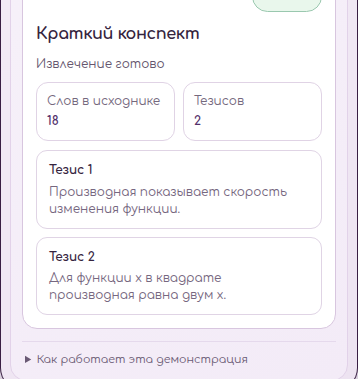 Краткий конспект
Извлечение готово
Слов в исходнике
18
Тезисов
2
Тезис 1
Производная показывает скорость
изменения функции.
Тезис 2
Для функции х в квадрате
производная равна двум х.
Как работает эта демонстрация